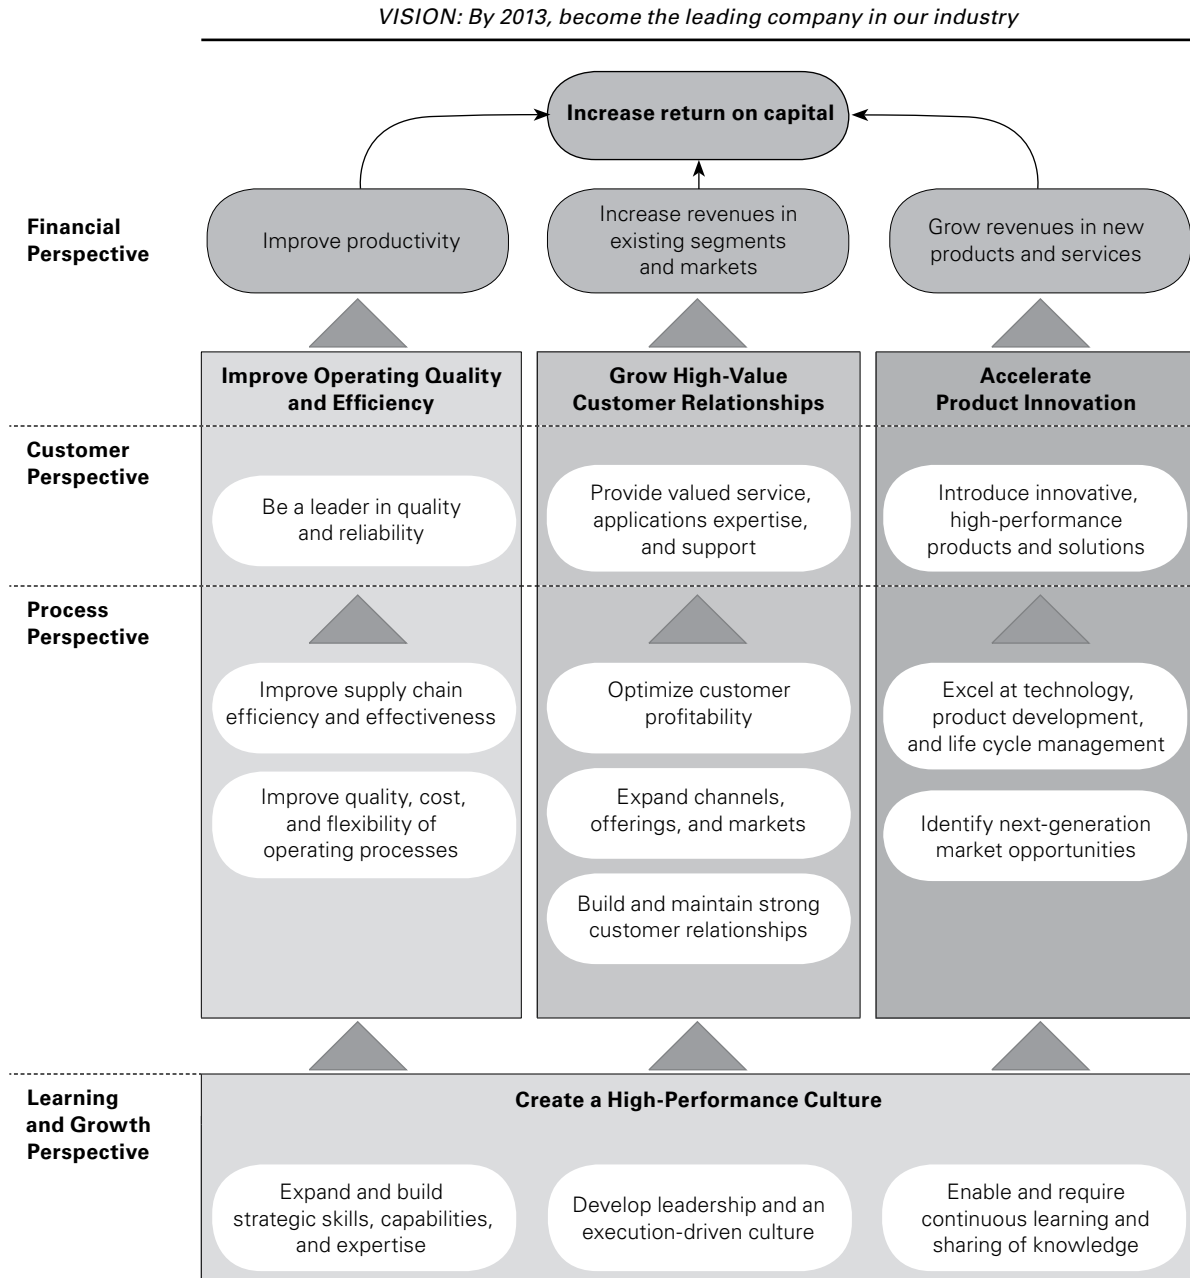 VISION: By 2013, become the leading company in our industry
Increase return on capital
Financial
Perspective
Improve productivity
Increase revenues in
existing segments
and markets
Grow revenues in new
products and services
Improve Operating Quality
and Efficiency
Grow High-Value
Customer Relationships
Accelerate
Product Innovation
Customer
Perspective
Be a leader in quality
and reliability
Provide valued service,
applications expertise,
and support
Introduce innovative,
high-performance
products and solutions
Process
Perspective
Improve supply chain
efficiency and effectiveness
Optimize customer
profitability
Excel at technology,
product development,
and life cycle management
Improve quality, cost,
and flexibility of
operating processes
Expand channels,
offerings, and markets
Identify next-generation
market opportunities
Build and maintain strong
customer relationships
Learning
and Growth
Perspective
Create a High-Performance Culture
Expand and build
strategic skills, capabilities,
and expertise
Develop leadership and an
execution-driven culture
Enable and require
continuous learning and
sharing of knowledge